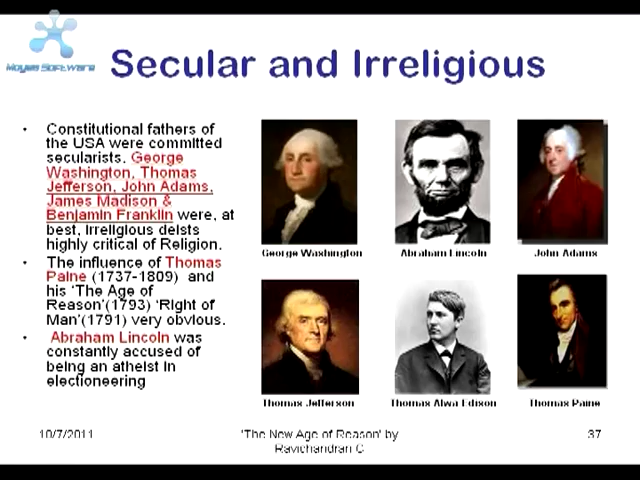 Moyea Software
Secular and Irreligious
• Constitutional fathers of
the USA were committed
secularists. George
Washington, Thomas
Jefferson, John Adams,
James Madison &
Benjamin Franklin were, at
best, irreligious deists
highly critical of Religion.
• The influence of Thomas
Paine (1737-1809) and
his ‘The Age of
Reason’(1793) ‘Right of
Man’(1791) very obvious.
• Abraham Lincoln was
constantly accused of
being an atheist in
electioneering
George Washington
Abraham Lincoln
John Adams
Thomas Jefferson
Thomas Alwa Edison
Thomas Paine
10/7/2011
'The New Age of Reason' by
Ravichandran C
37